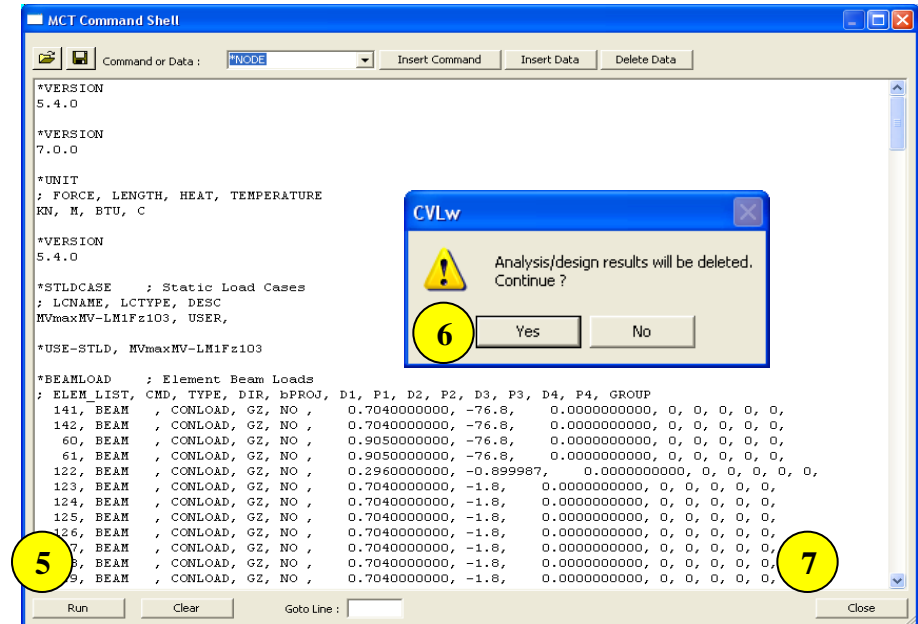 MCT Command Shell
Command or Data : *NODE Insert Command Insert Data Delete Data
*VERSION
5.4.0
*VERSION
7.0.0
*UNIT
; FORCE, LENGTH, HEAT, TEMPERATURE
KN, M, BTU, C
*VERSION
5.4.0
*STLDCASE ; Static Load Cases
; LCNAME, LCTYPE, DESC
MVmaxMV-LM1Fz103, USER,
*USE-STLD, MVmaxMV-LM1Fz103
*BEAMLOAD ; Element Beam Loads
; ELEM_LIST, CMD, TYPE, DIR, bPROJ, D1, P1, D2, P2, D3, P3, D4, P4, GROUP
141, BEAM , CONLOAD, GZ, NO , 0.7040000000, -76.8, 0.0000000000, 0, 0, 0, 0, 0,
142, BEAM , CONLOAD, GZ, NO , 0.7040000000, -76.8, 0.0000000000, 0, 0, 0, 0, 0,
60, BEAM , CONLOAD, GZ, NO , 0.9050000000, -76.8, 0.0000000000, 0, 0, 0, 0, 0,
61, BEAM , CONLOAD, GZ, NO , 0.9050000000, -76.8, 0.0000000000, 0, 0, 0, 0, 0,
122, BEAM , CONLOAD, GZ, NO , 0.2960000000, -0.899987, 0.0000000000, 0, 0, 0, 0, 0,
123, BEAM , CONLOAD, GZ, NO , 0.7040000000, -1.8, 0.0000000000, 0, 0, 0, 0, 0,
124, BEAM , CONLOAD, GZ, NO , 0.7040000000, -1.8, 0.0000000000, 0, 0, 0, 0, 0,
125, BEAM , CONLOAD, GZ, NO , 0.7040000000, -1.8, 0.0000000000, 0, 0, 0, 0, 0,
26, BEAM , CONLOAD, GZ, NO , 0.7040000000, -1.8, 0.0000000000, 0, 0, 0, 0, 0,
7, BEAM , CONLOAD, GZ, NO , 0.7040000000, -1.8, 0.0000000000, 0, 0, 0, 0, 0,
BEAM , CONLOAD, GZ, NO , 0.7040000000, -1.8, 0.0000000000, 0, 0, 0, 0, 0,
9, BEAM , CONLOAD, GZ, NO , 0.7040000000, -1.8, 0.0000000000, 0, 0, 0, 0, 0,
CVLw
Analysis/design results will be deleted.
Continue ?
6 Yes No
5
7
Run Clear Goto Line : Close